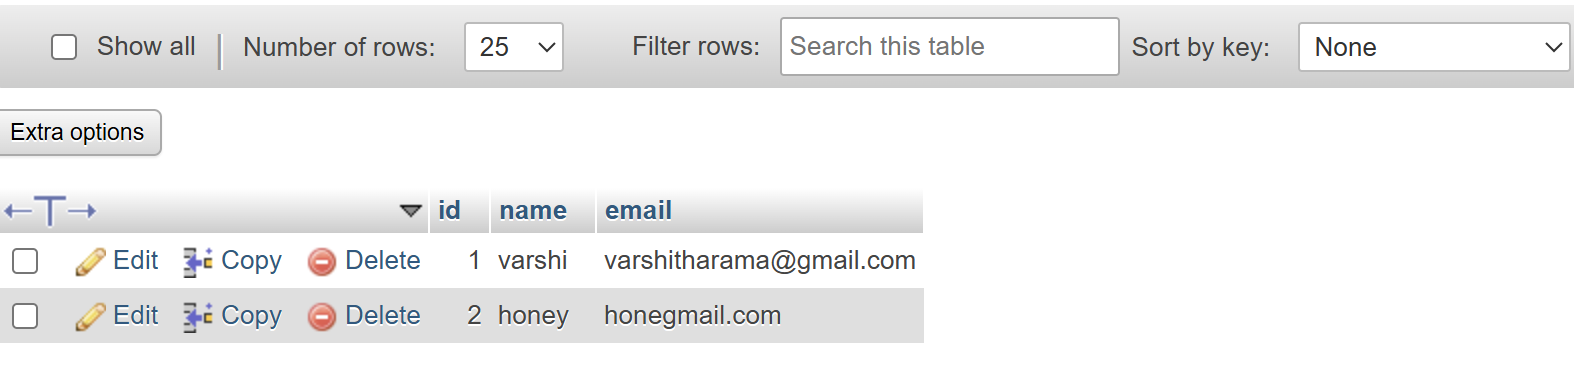 Show all Number of rows: 25 Filter rows: Search this table Sort by key: None
Extra options
id name email
Edit Copy Delete 1 varshi varshitharama@gmail.com
Edit Copy Delete 2 honey honegmail.com